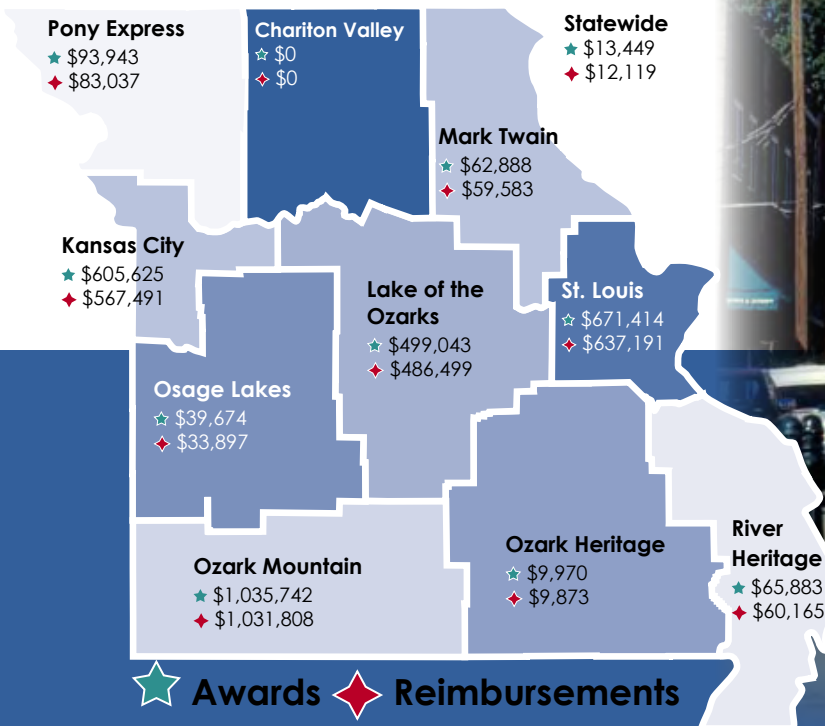 Pony Express
$93,943
$83,037
Chariton Valley
$0
$0
Statewide
$13,449
$12,119
Mark Twain
$62,888
$59,583
Kansas City
$605,625
$567,491
Lake of the
Ozarks
$499,043
$486,499
St. Louis
$671,414
$637,191
Osage Lakes
$39,674
$33,897
Ozark Mountain
$1,035,742
$1,031,808
Ozark Heritage
$9,970
$9,873
River
Heritage
$65,883
$60,165
Awards Reimbursements